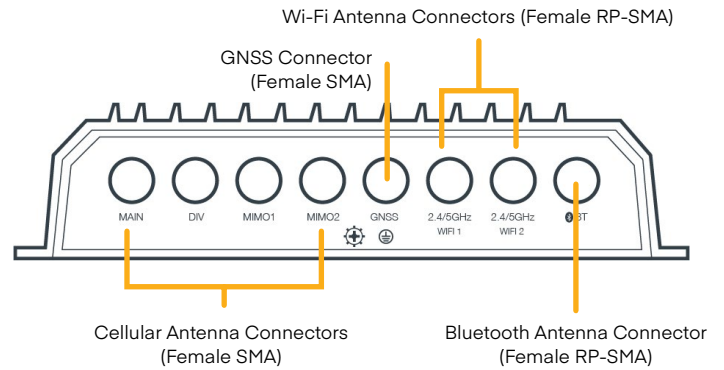 Wi-Fi Antenna Connectors (Female RP-SMA)
GNSS Connector
(Female SMA)
MAIN
DIV
MIMO1
MIMO2
GNSS
2.4/5GHz
WIFI 1
2.4/5GHz
WIFI 2
BT
Cellular Antenna Connectors
(Female SMA)
Bluetooth Antenna Connector
(Female RP-SMA)